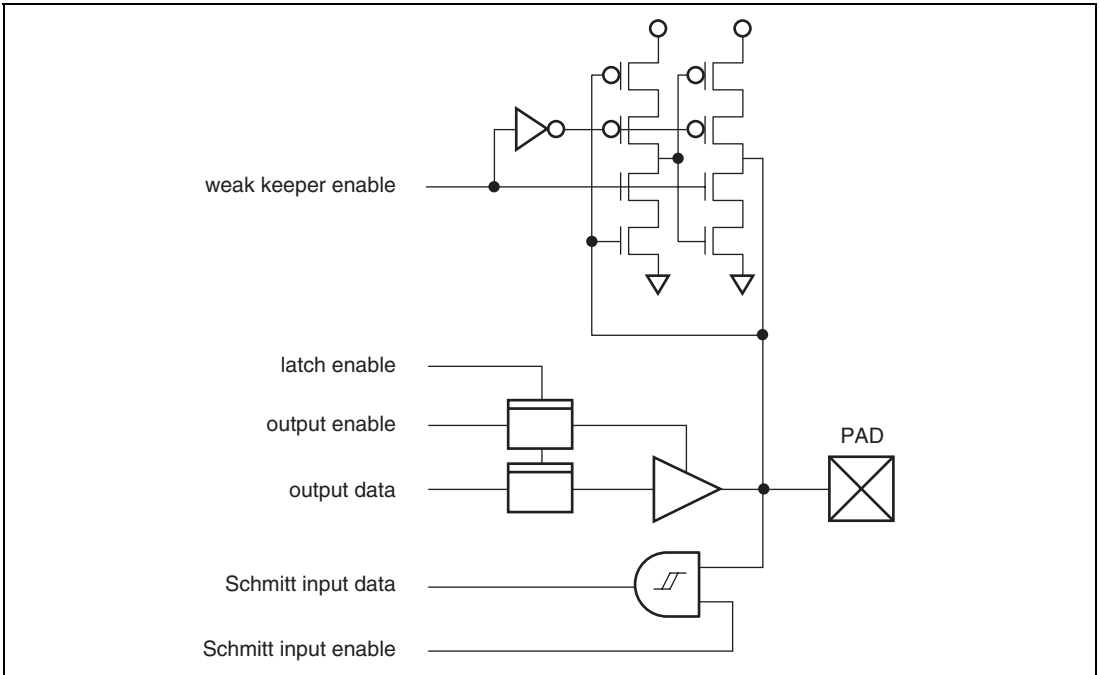 weak keeper enable
latch enable
output enable
PAD
output data
Schmitt input data
Schmitt input enable